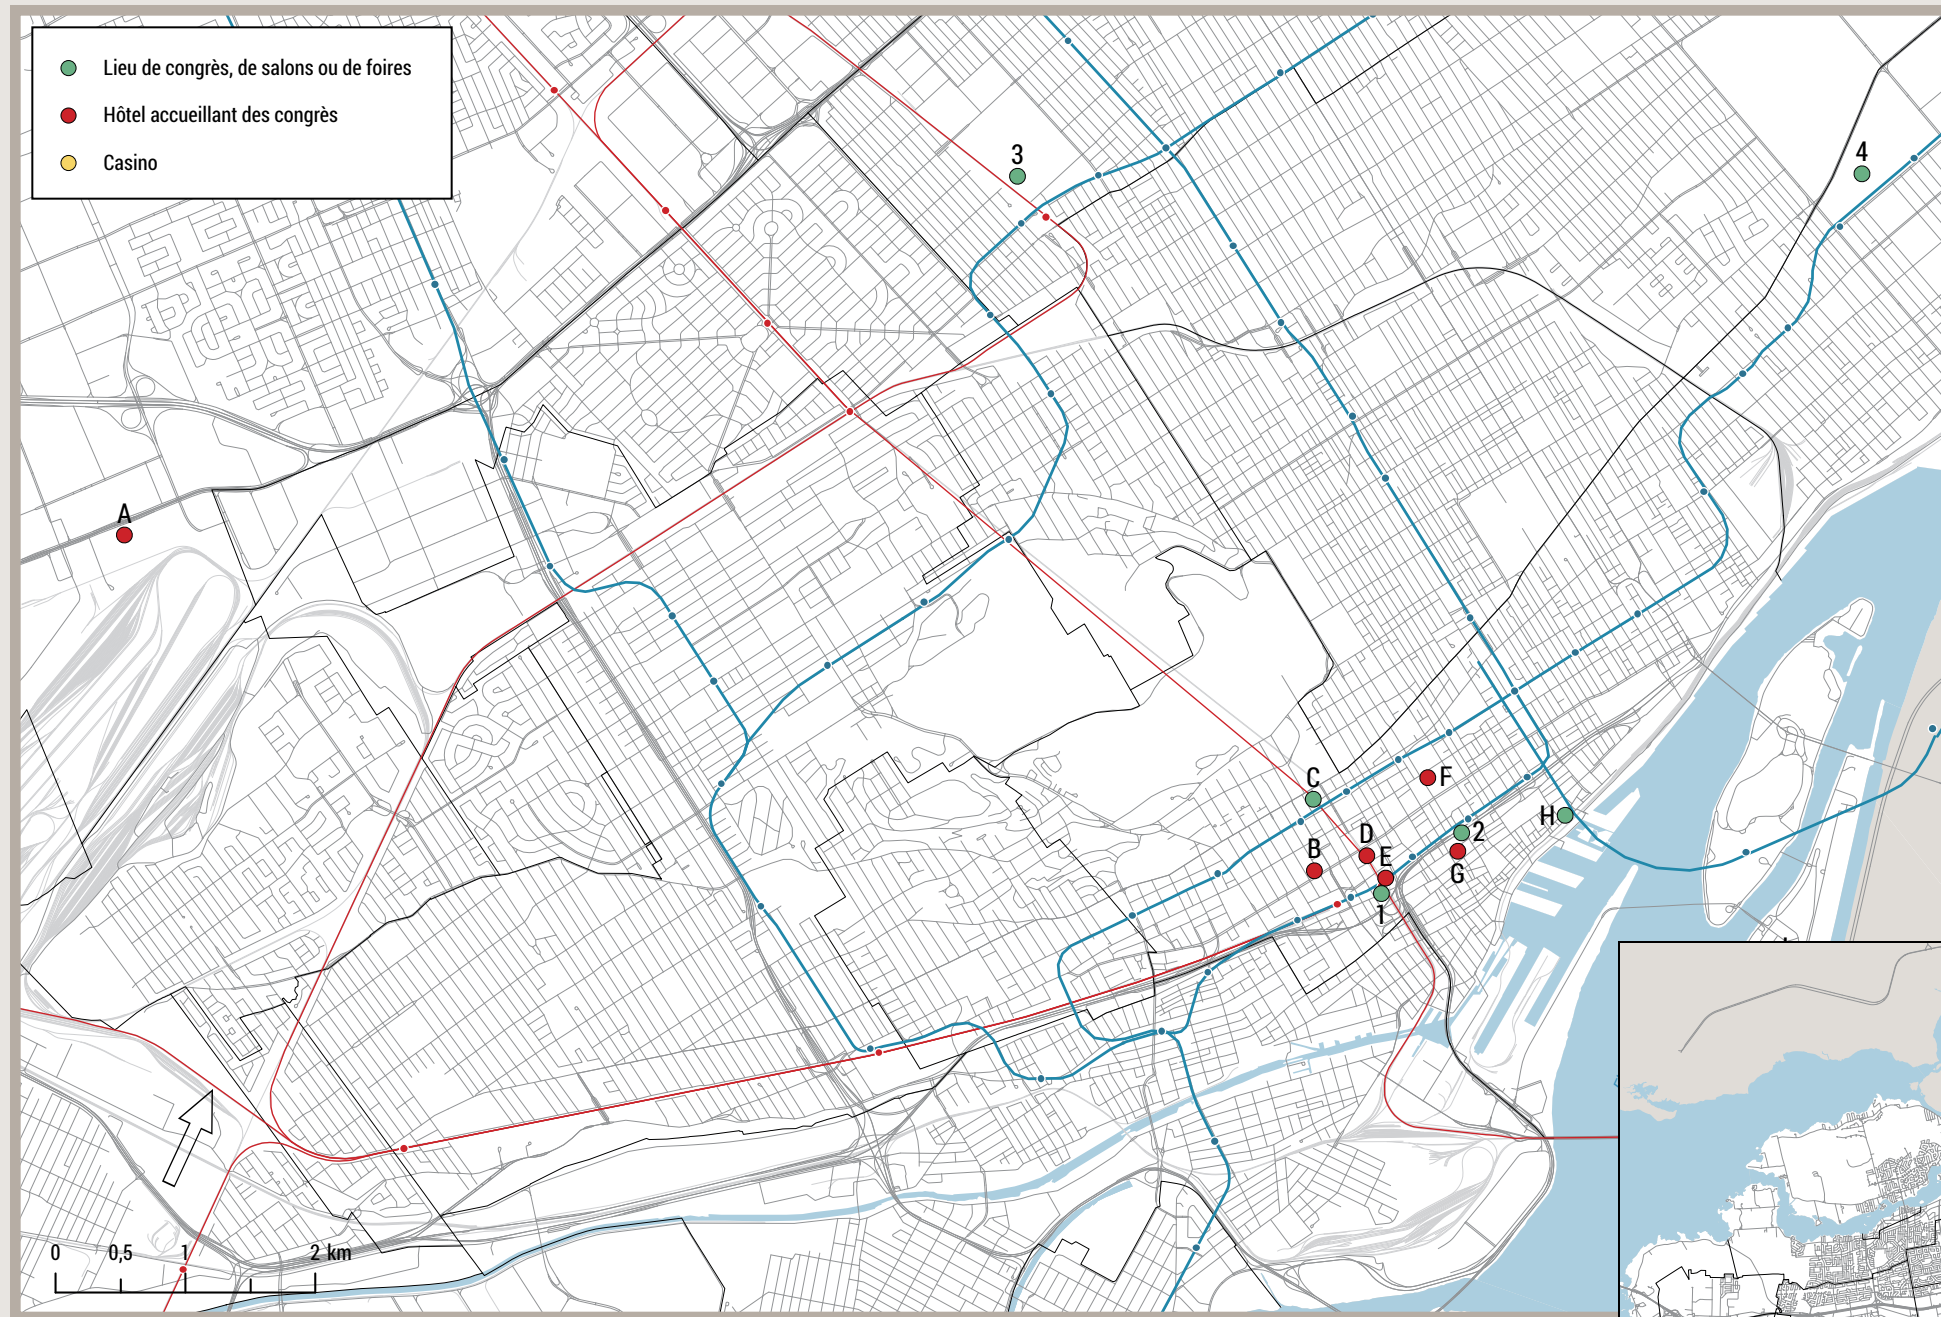 Lieu de congrès, de salons ou de foires
Hôtel accueillant des congrès
Casino
3
4
A
C
F
H
2
D
E
B
G
1
0 0,5 1 2 km